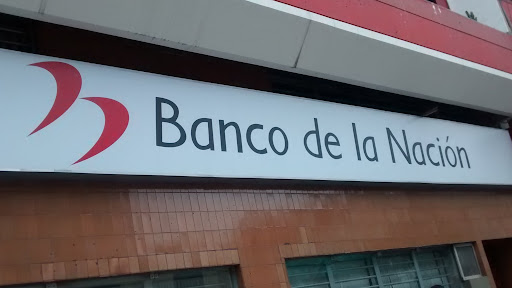 Banco de la Nación